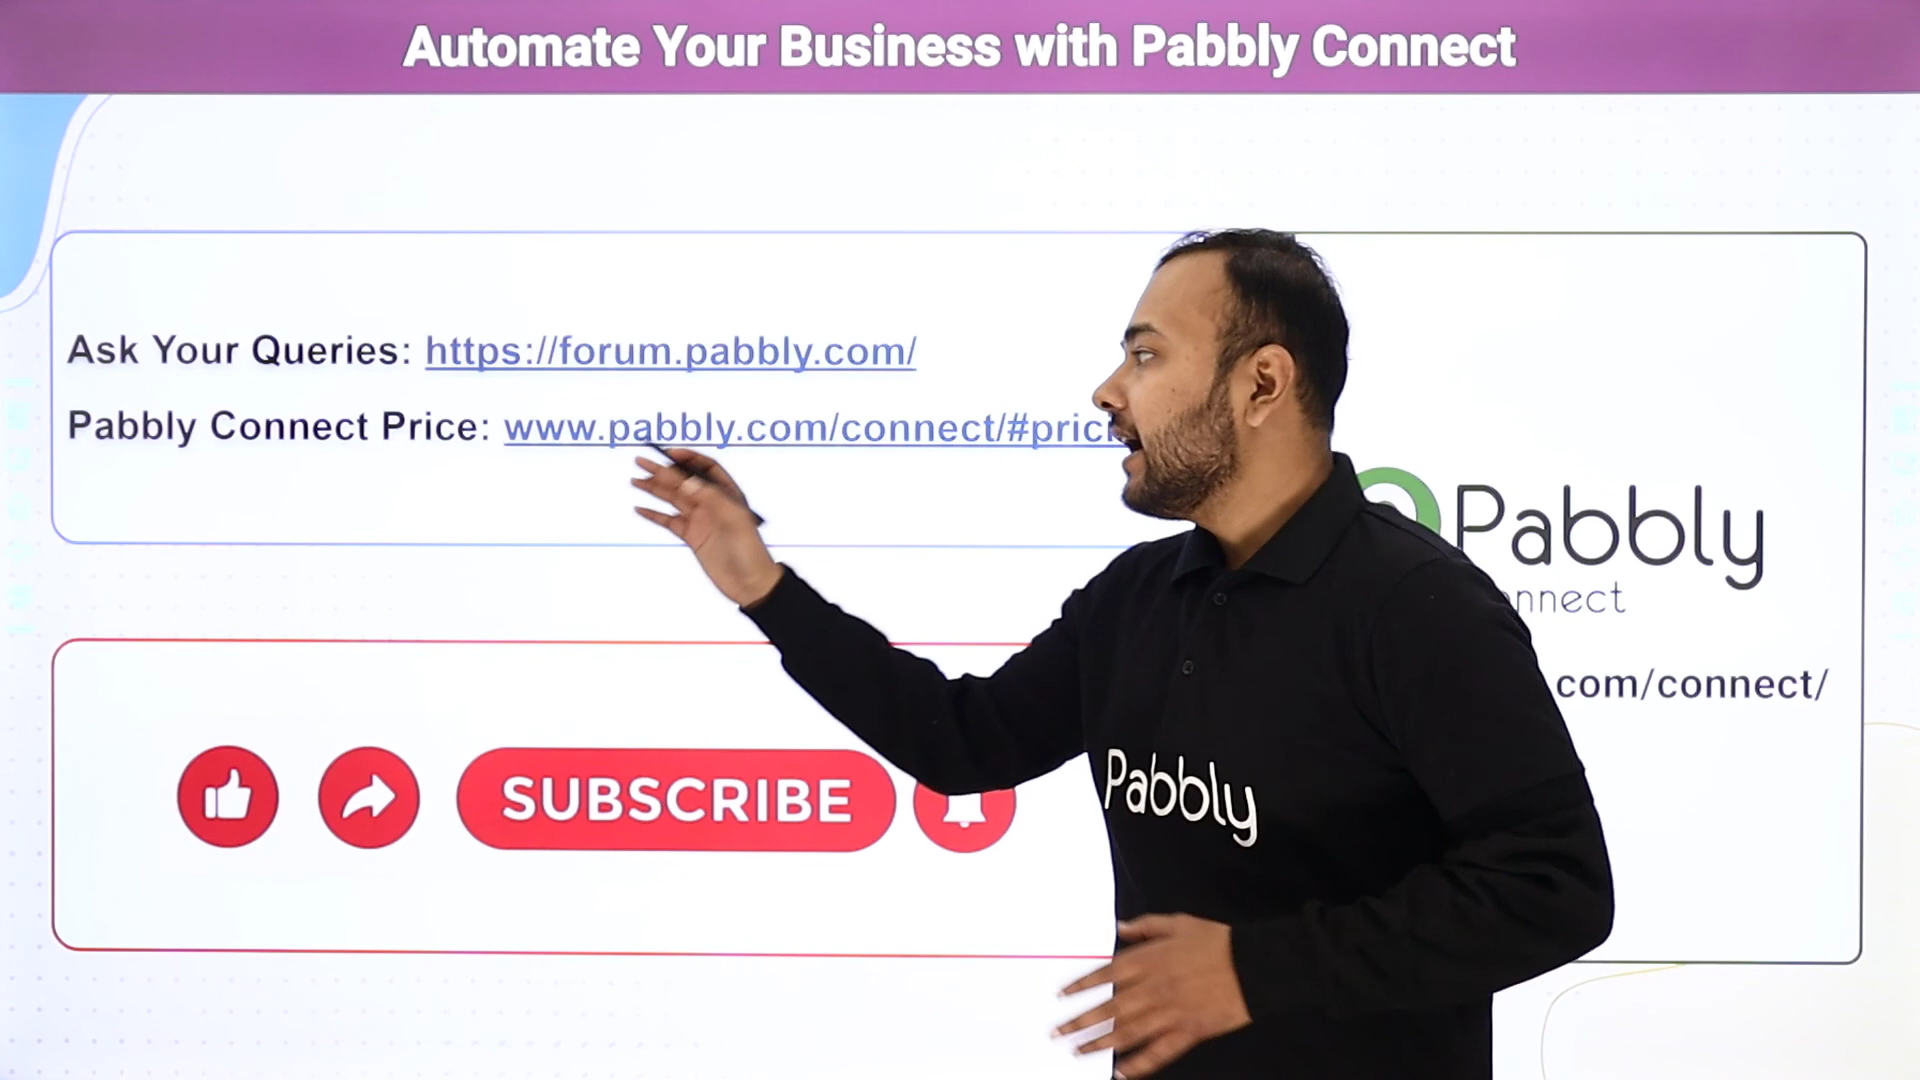 Automate Your Business with Pabbly Connect
Ask Your Queries: https://forum.pabbly.com/
Pabbly Connect Price: www.pabbly.com/connect/#prici
Pabbly
nnect
.com/connect/
SUBSCRIBE
Pabbly